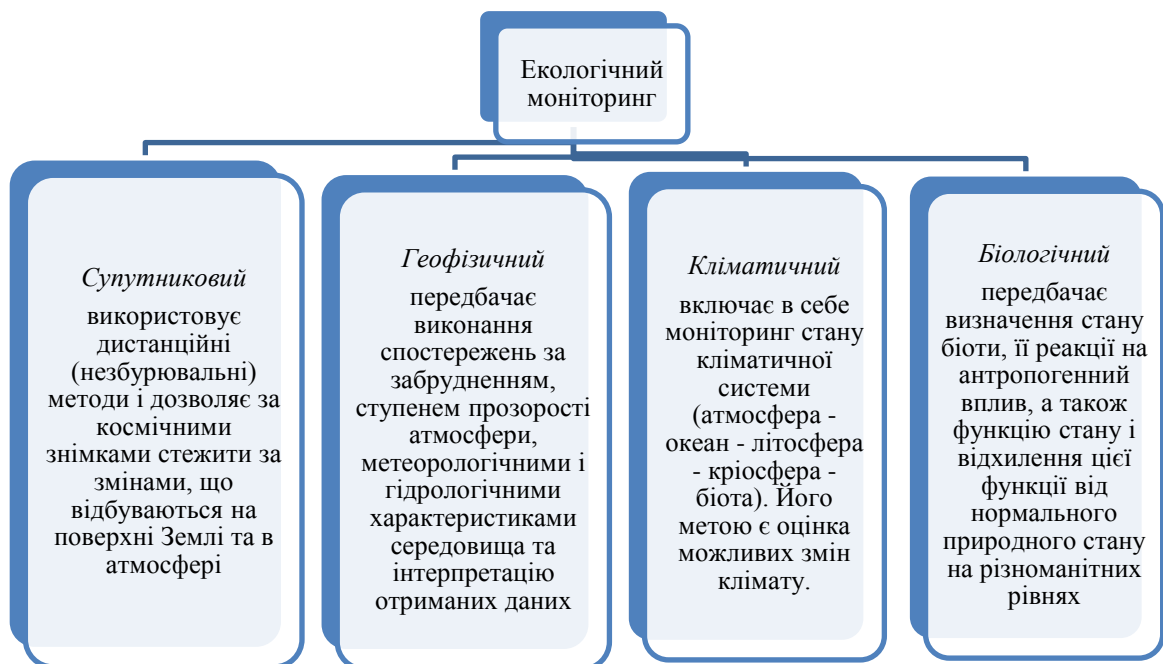 Екологічний
моніторинг
Супутниковий
використовує
дистанційні
(незбурювальні)
методи і дозволяє за
космічними
знімками стежити за
змінами, що
відбуваються на
поверхні Землі та в
атмосфері
Геофізичний
передбачає
виконання
спостережень за
забрудненням,
ступенем прозорості
атмосфери,
метеорологічними і
гідрологічними
характеристиками
середовища та
інтерпретацію
отриманих даних
Кліматичний
включає в себе
моніторинг стану
кліматичної
системи
(атмосфера -
океан - літосфера
- кріосфера -
біота). Його
метою є оцінка
можливих змін
клімату.
Біологічний
передбачає
визначення стану
біоти, її реакції на
антропогенний
вплив, а також
функцію стану і
відхилення цієї
функції від
нормального
природного стану
на різноманітних
рівнях